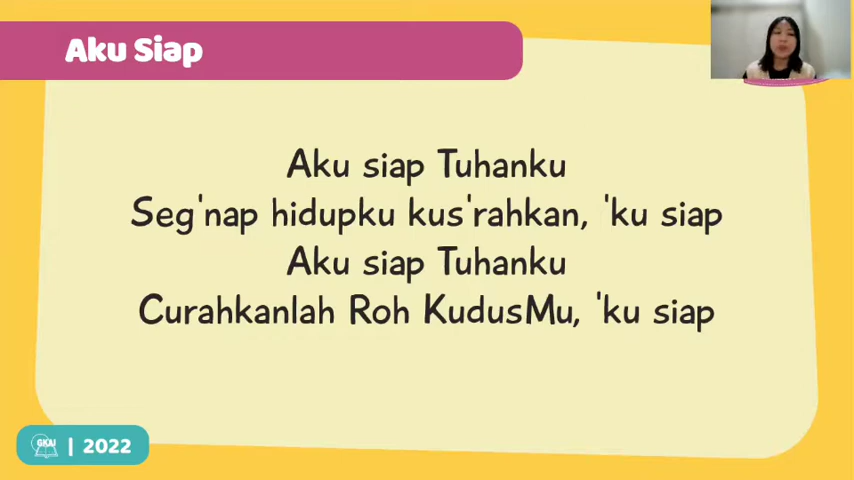 Aku Siap
Aku siap Tuhanku
Seg'nap hidupku kus'rahkan, 'ku siap
Aku siap Tuhanku
Curahkanlah Roh KudusMu, 'ku siap
GKAI | 2022